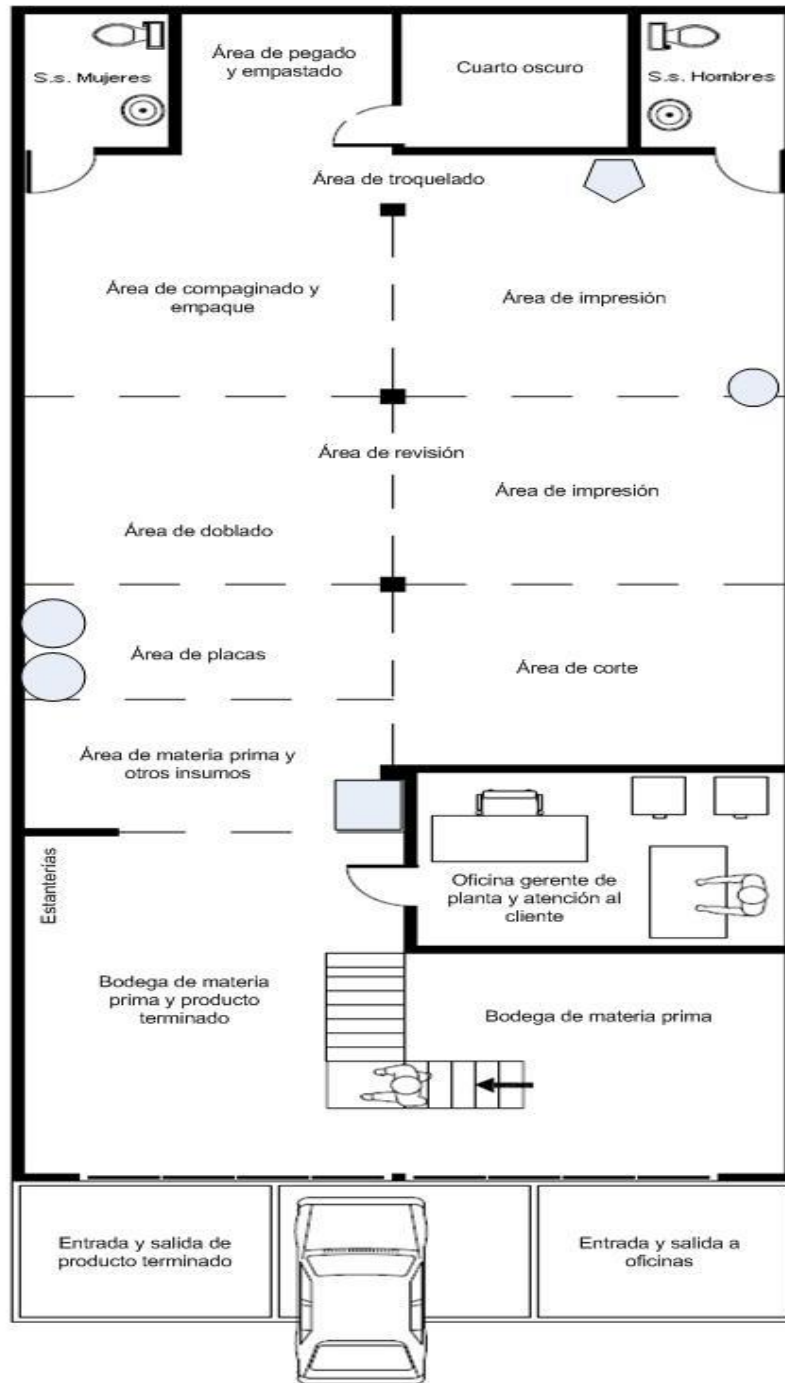 Área de pegado
y empastado
Cuarto oscuro
S.s. Mujeres
S.s. Hombres
Área de troquelado
Área de compaginado y
empaque
Área de impresión
Área de revisión
Área de impresión
Área de doblado
Área de placas
Área de corte
Área de materia prima y
otros insumos
Estanterías
Oficina gerente de
planta y atención al
cliente
Bodega de materia
prima y producto
terminado
Bodega de materia prima
Entrada y salida de
producto terminado
Entrada y salida a
oficinas